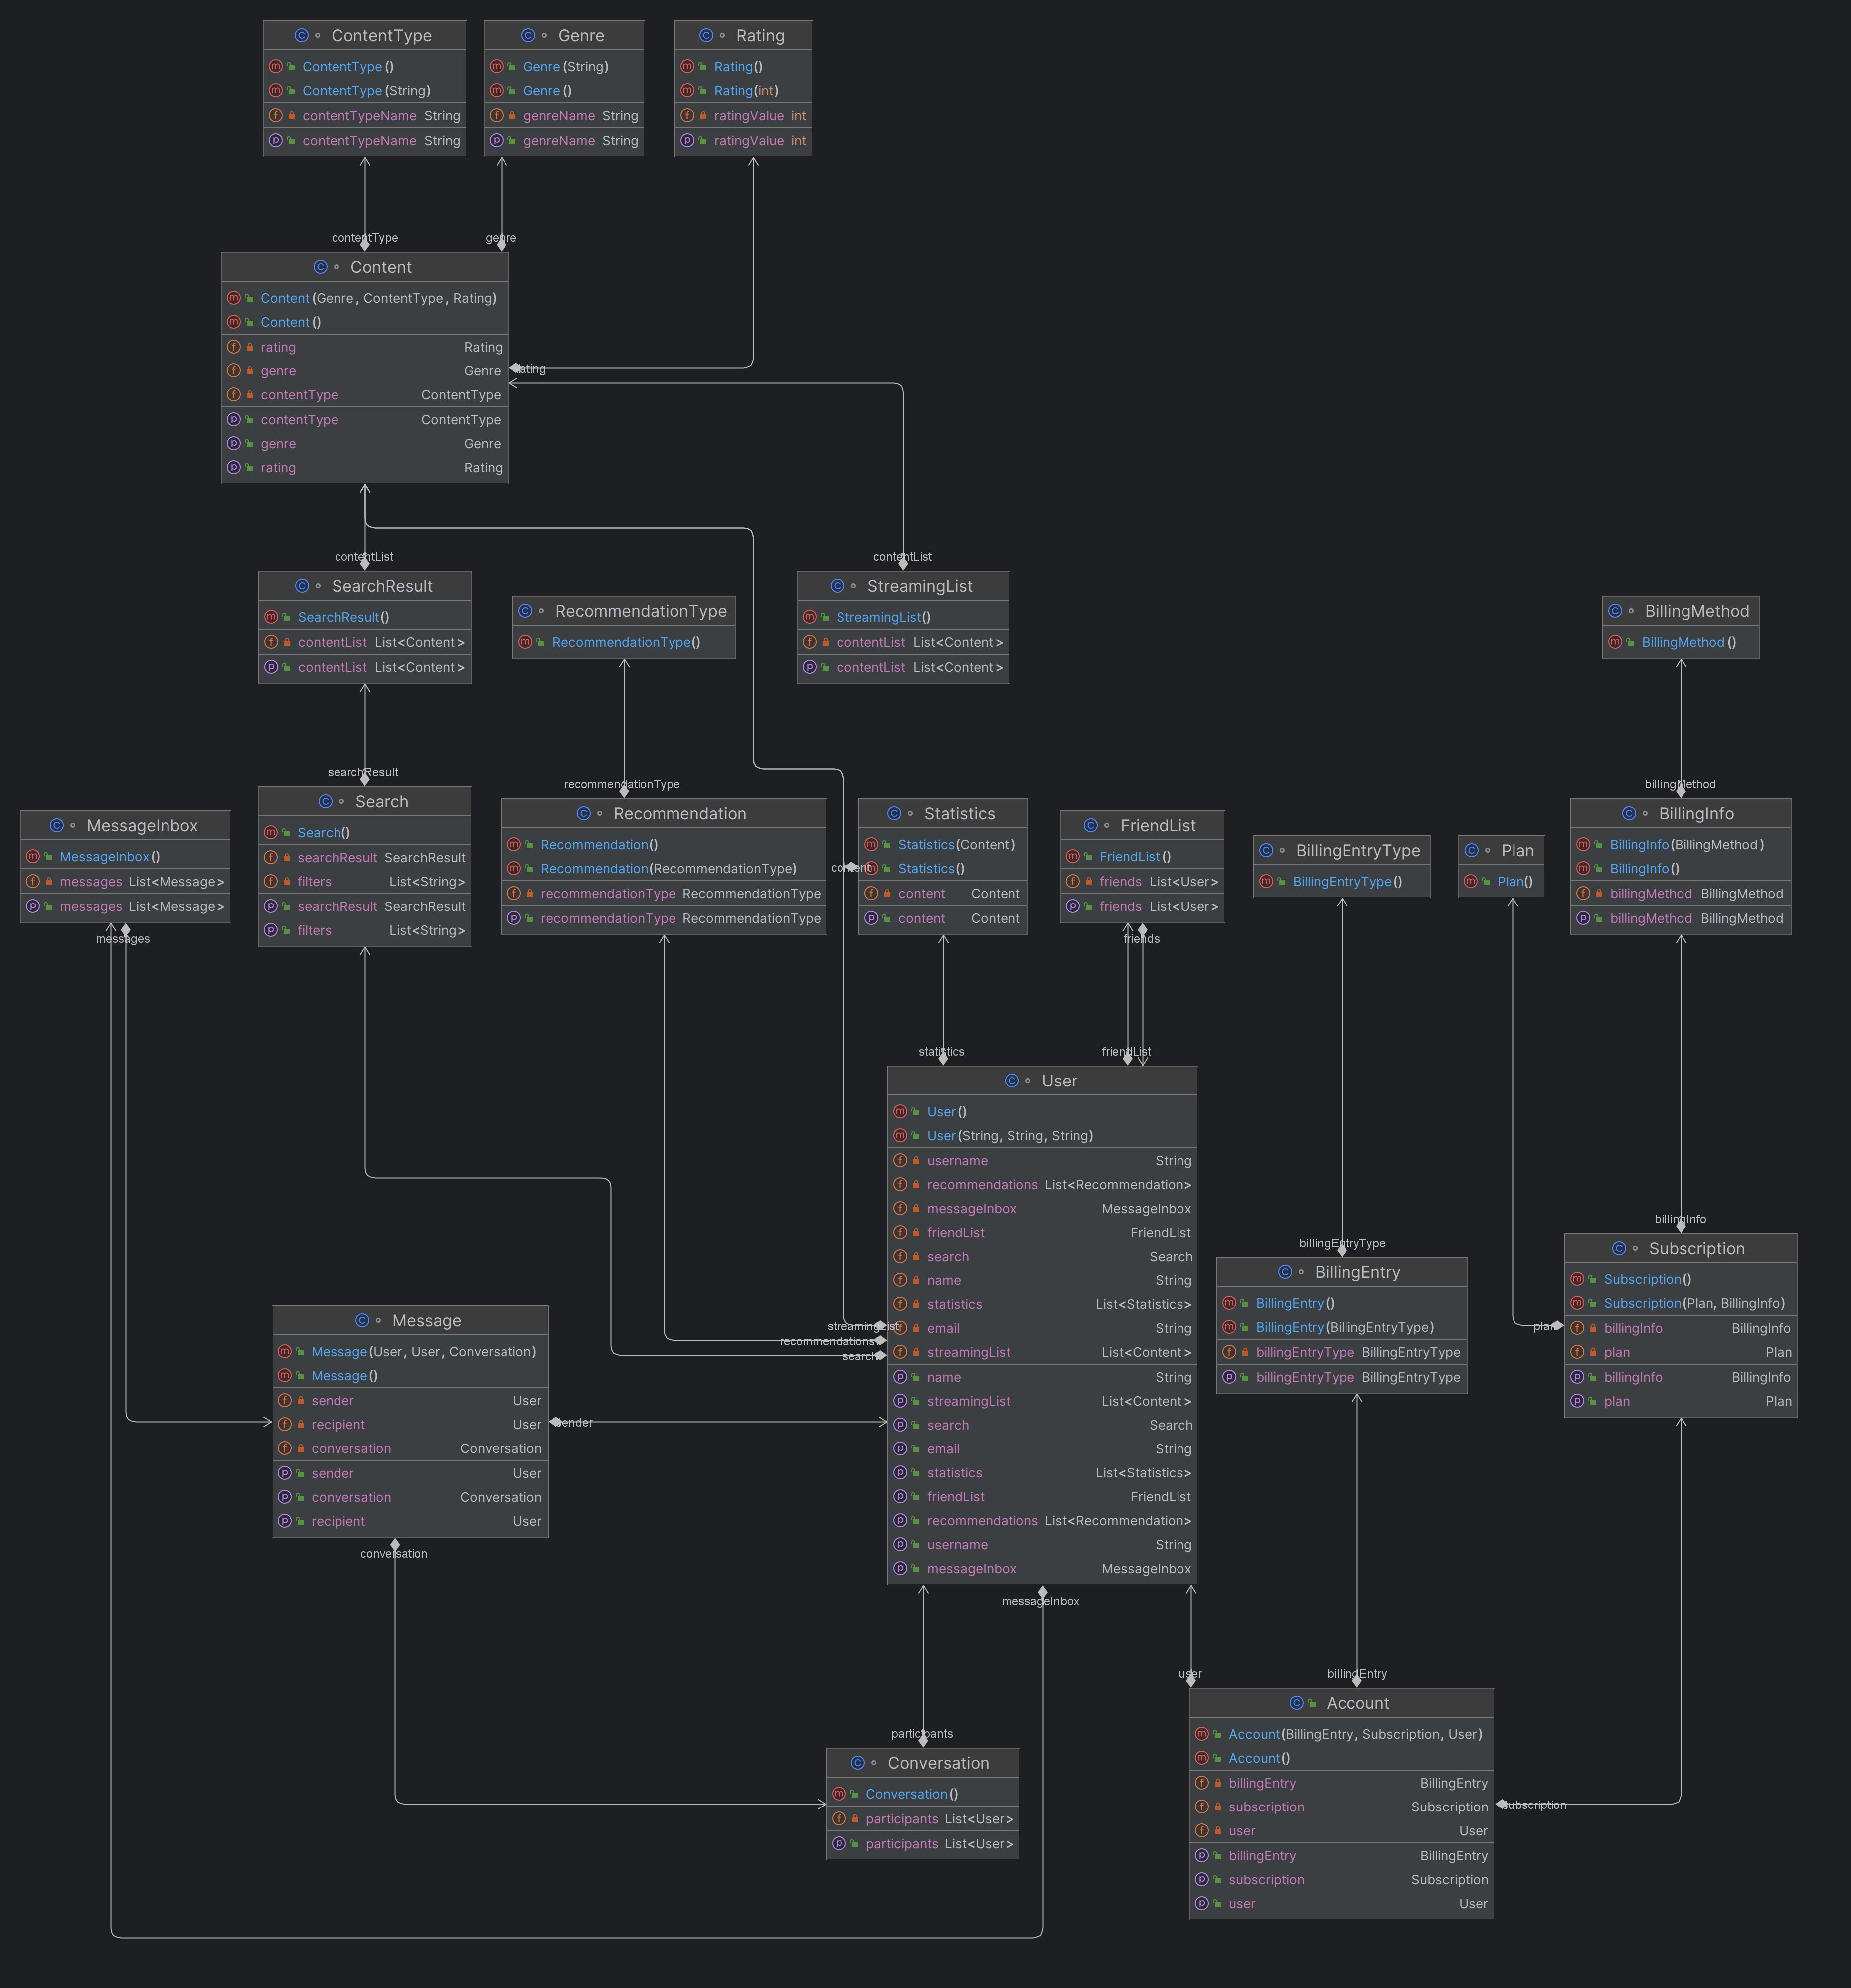 ContentType
ContentType()
ContentType(String)
contentTypeName String
contentTypeName String
Genre
Genre(String)
Genre()
genreName String
genreName String
Rating
Rating()
Rating(int)
ratingValue int
ratingValue int
contentType
genre
Content
Content(Genre, ContentType, Rating)
Content()
rating Rating
genre Genre
contentType ContentType
contentType ContentType
genre Genre
rating Rating
rating
contentList
SearchResult
SearchResult()
contentList List<Content>
contentList List<Content>
RecommendationType
RecommendationType()
contentList
StreamingList
StreamingList()
contentList List<Content>
contentList List<Content>
BillingMethod
BillingMethod()
MessageInbox
MessageInbox()
messages List<Message>
messages List<Message>
messages
searchResult
Search
Search()
searchResult SearchResult
filters List<String>
searchResult SearchResult
filters List<String>
recommendationType
Recommendation
Recommendation()
Recommendation(RecommendationType)
recommendationType RecommendationType
recommendationType RecommendationType
content
Statistics
Statistics(Content)
Statistics()
content Content
content Content
FriendList
FriendList()
friends List<User>
friends List<User>
friends
BillingEntryType
BillingEntryType()
Plan
Plan()
billingMethod
BillingInfo
BillingInfo(BillingMethod)
BillingInfo()
billingMethod BillingMethod
billingMethod BillingMethod
statistics
friendList
User
User()
User(String, String, String)
username String
recommendations List<Recommendation>
messageInbox MessageInbox
friendList FriendList
search Search
name String
statistics List<Statistics>
email String
streamingList List<Content>
name String
streamingList List<Content>
search Search
email String
statistics List<Statistics>
friendList FriendList
recommendations List<Recommendation>
username String
messageInbox MessageInbox
streamingList
recommendations
search
messageInbox
billingEntryType
BillingEntry
BillingEntry()
BillingEntry(BillingEntryType)
billingEntryType BillingEntryType
billingEntryType BillingEntryType
billingInfo
plan
Subscription
Subscription()
Subscription(Plan, BillingInfo)
billingInfo BillingInfo
plan Plan
billingInfo BillingInfo
plan Plan
Message
Message(User, User, Conversation)
Message()
sender User
recipient User
conversation Conversation
sender User
conversation Conversation
recipient User
sender
conversation
participants
Conversation
Conversation()
participants List<User>
participants List<User>
user
billingEntry
Account
Account(BillingEntry, Subscription, User)
Account()
billingEntry BillingEntry
subscription Subscription
user User
billingEntry BillingEntry
subscription Subscription
user User
subscription